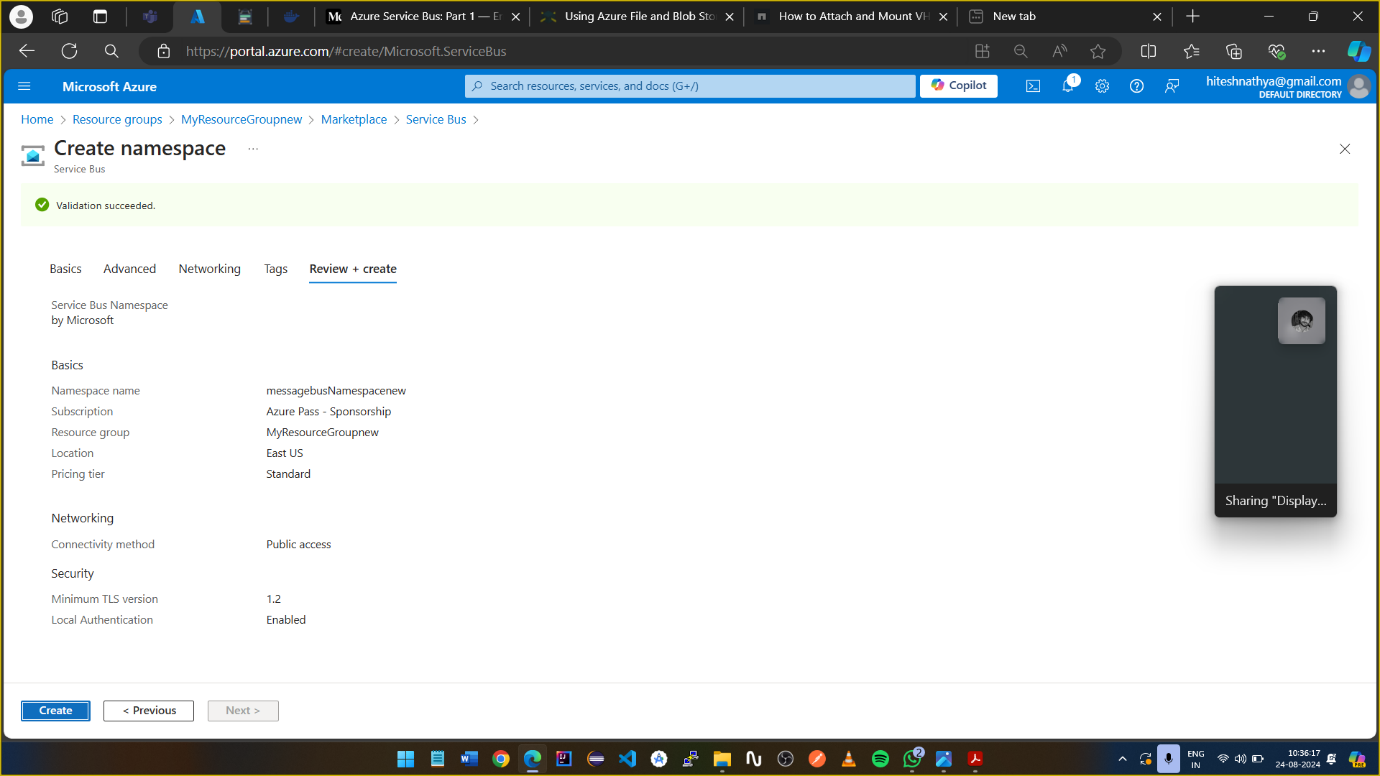 Azure Service Bus: Part 1 — Er
Using Azure File and Blob Sto
How to Attach and Mount VH
New tab
https://portal.azure.com/#create/Microsoft.ServiceBus
Microsoft Azure
Search resources, services, and docs (G+/)
Copilot
1
hiteshnathya@gmail.com
DEFAULT DIRECTORY
Home > Resource groups > MyResourceGroupnew > Marketplace > Service Bus >
Create namespace ...
Service Bus
Validation succeeded.
Basics Advanced Networking Tags Review + create
Service Bus Namespace
by Microsoft
Basics
Namespace name messagebusNamespacenew
Subscription Azure Pass - Sponsorship
Resource group MyResourceGroupnew
Location East US
Pricing tier Standard
Networking
Connectivity method Public access
Security
Minimum TLS version 1.2
Local Authentication Enabled
Sharing "Display...
Create
< Previous
Next >
2
ENG
IN
10:36:17
24-08-2024